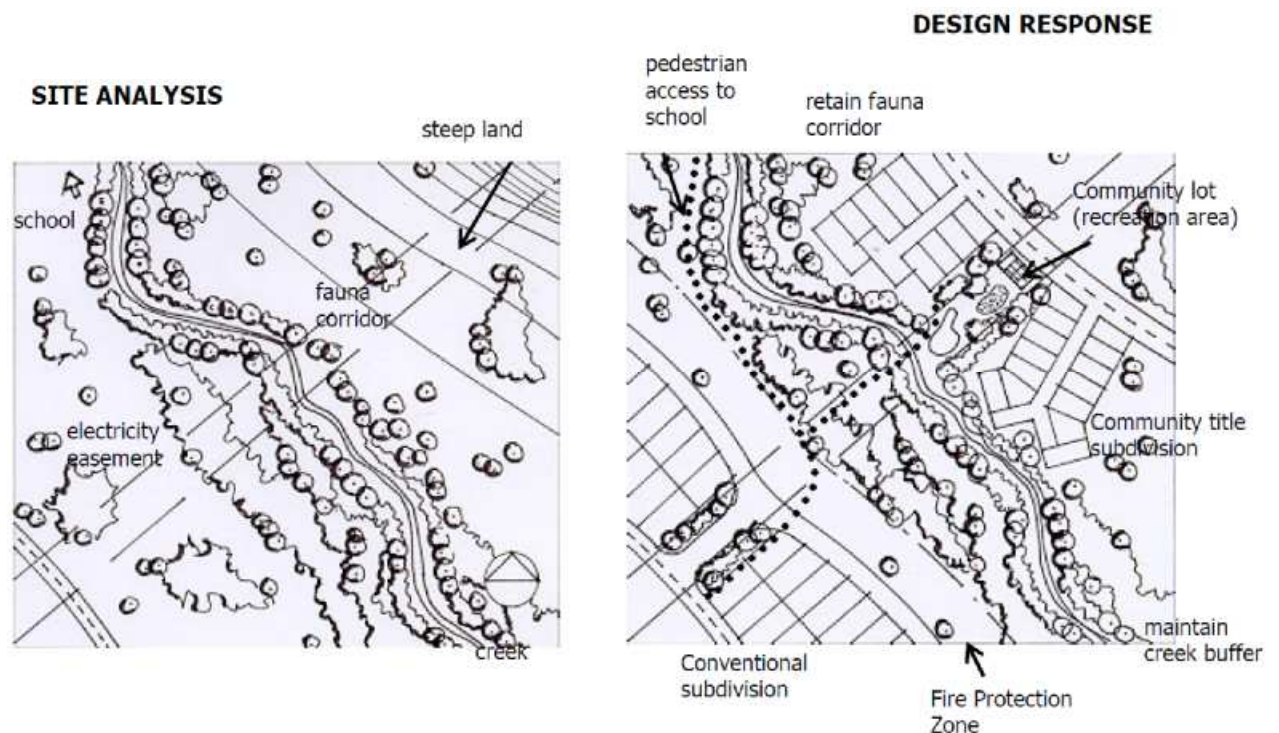 SITE ANALYSIS
steep land
school
fauna
corridor
electricity
easement
creek
DESIGN RESPONSE
pedestrian
access to
school
retain fauna
corridor
Community lot
(recreation area)
Community title
subdivision
maintain
creek buffer
Conventional
subdivision
Fire Protection
Zone